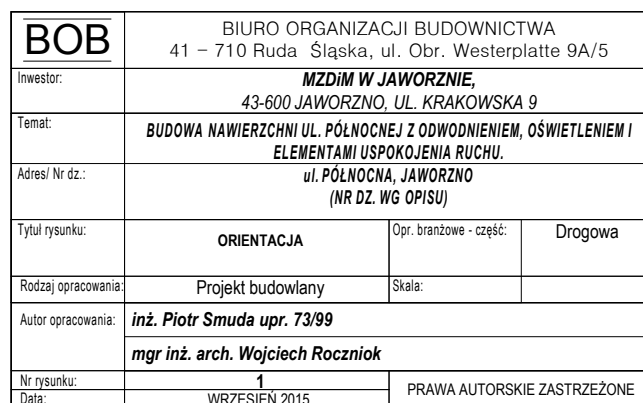 BOB
BIURO ORGANIZACJI BUDOWNICTWA
41 – 710 Ruda Śląska, ul. Obr. Westerplatte 9A/5
Inwestor:
MZDiM W JAWORZNIE,
43-600 JAWORZNO, UL. KRAKOWSKA 9
Temat:
BUDOWA NAWIERZCHNI UL. PÓŁNOCNEJ Z ODWODNIENIEM, OŚWIETLENIEM I
ELEMENTAMI USPOKOJENIA RUCHU.
Adres/ Nr dz.:
ul. PÓŁNOCNA, JAWORZNO
(NR DZ. WG OPISU)
Tytuł rysunku:
ORIENTACJA
Opr. branżowe - część:
Drogowa
Rodzaj opracowania:
Projekt budowlany
Skala:
Autor opracowania:
inż. Piotr Smuda upr. 73/99
mgr inż. arch. Wojciech Roczniok
Nr rysunku:
1
PRAWA AUTORSKIE ZASTRZEŻONE
Data:
WRZESIEŃ 2015